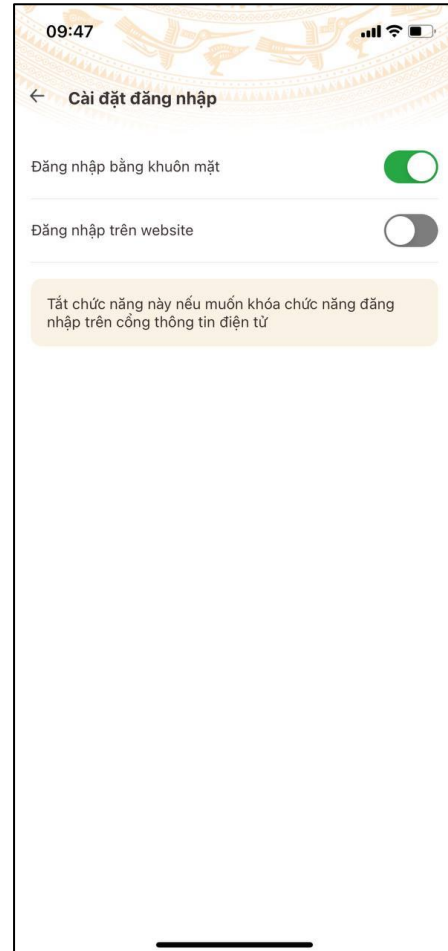 09:47
Cài đặt đăng nhập
Đăng nhập bằng khuôn mặt
Đăng nhập trên website
Tắt chức năng này nếu muốn khóa chức năng đăng
nhập trên cổng thông tin điện tử